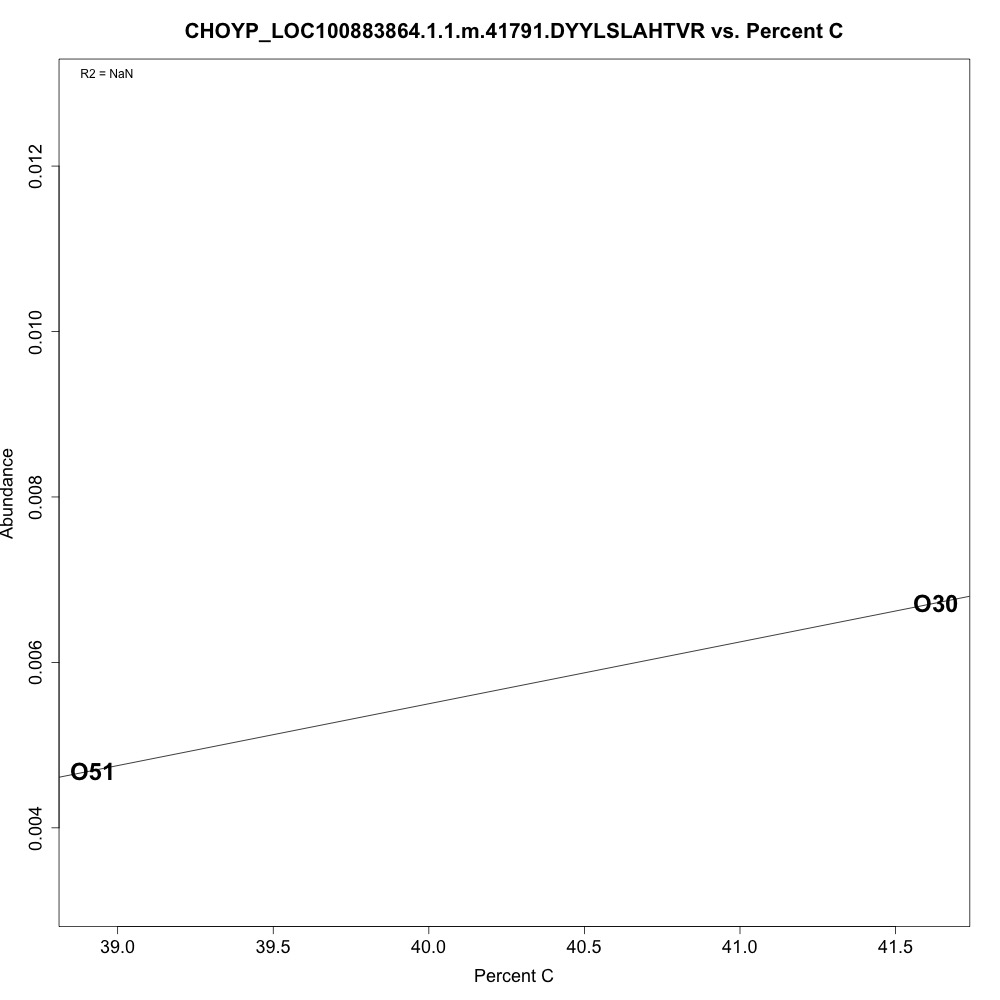 CHOYP_LOC100883864.1.1.m.41791.DYYLSLAHTVR vs. Percent C
R2 = NaN
0.012
0.010
0.008
0.006
0.004
Abundance
O30
O51
39.0 39.5 40.0 40.5 41.0 41.5
Percent C